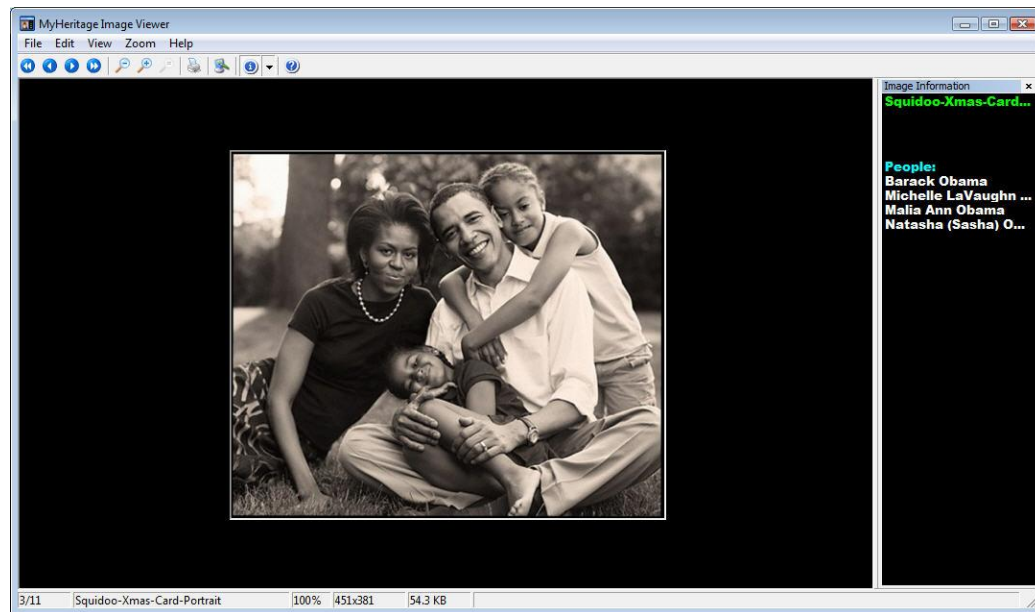 MyHeritage Image Viewer
File Edit View Zoom Help
Image Information
Squidoo-Xmas-Card...
People:
Barack Obama
Michelle LaVaughn ...
Malia Ann Obama
Natasha (Sasha) O...
3/11 Squidoo-Xmas-Card-Portrait 100% 451x381 54.3 KB